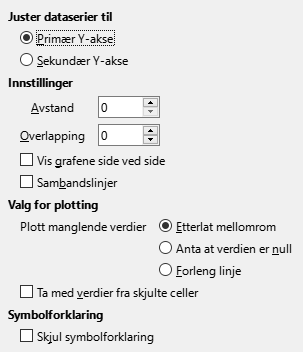 Juster dataserier til
Primær Y-akse
Sekundær Y-akse
Innstillinger
Avstand 0
Overlapping 0
Vis grafene side ved side
Sambandslinjer
Valg for plotting
Plott manglende verdier Etterlat mellomrom
Anta at verdien er null
Forleng linje
Ta med verdier fra skjulte celler
Symbolforklaring
Skjul symbolforklaring